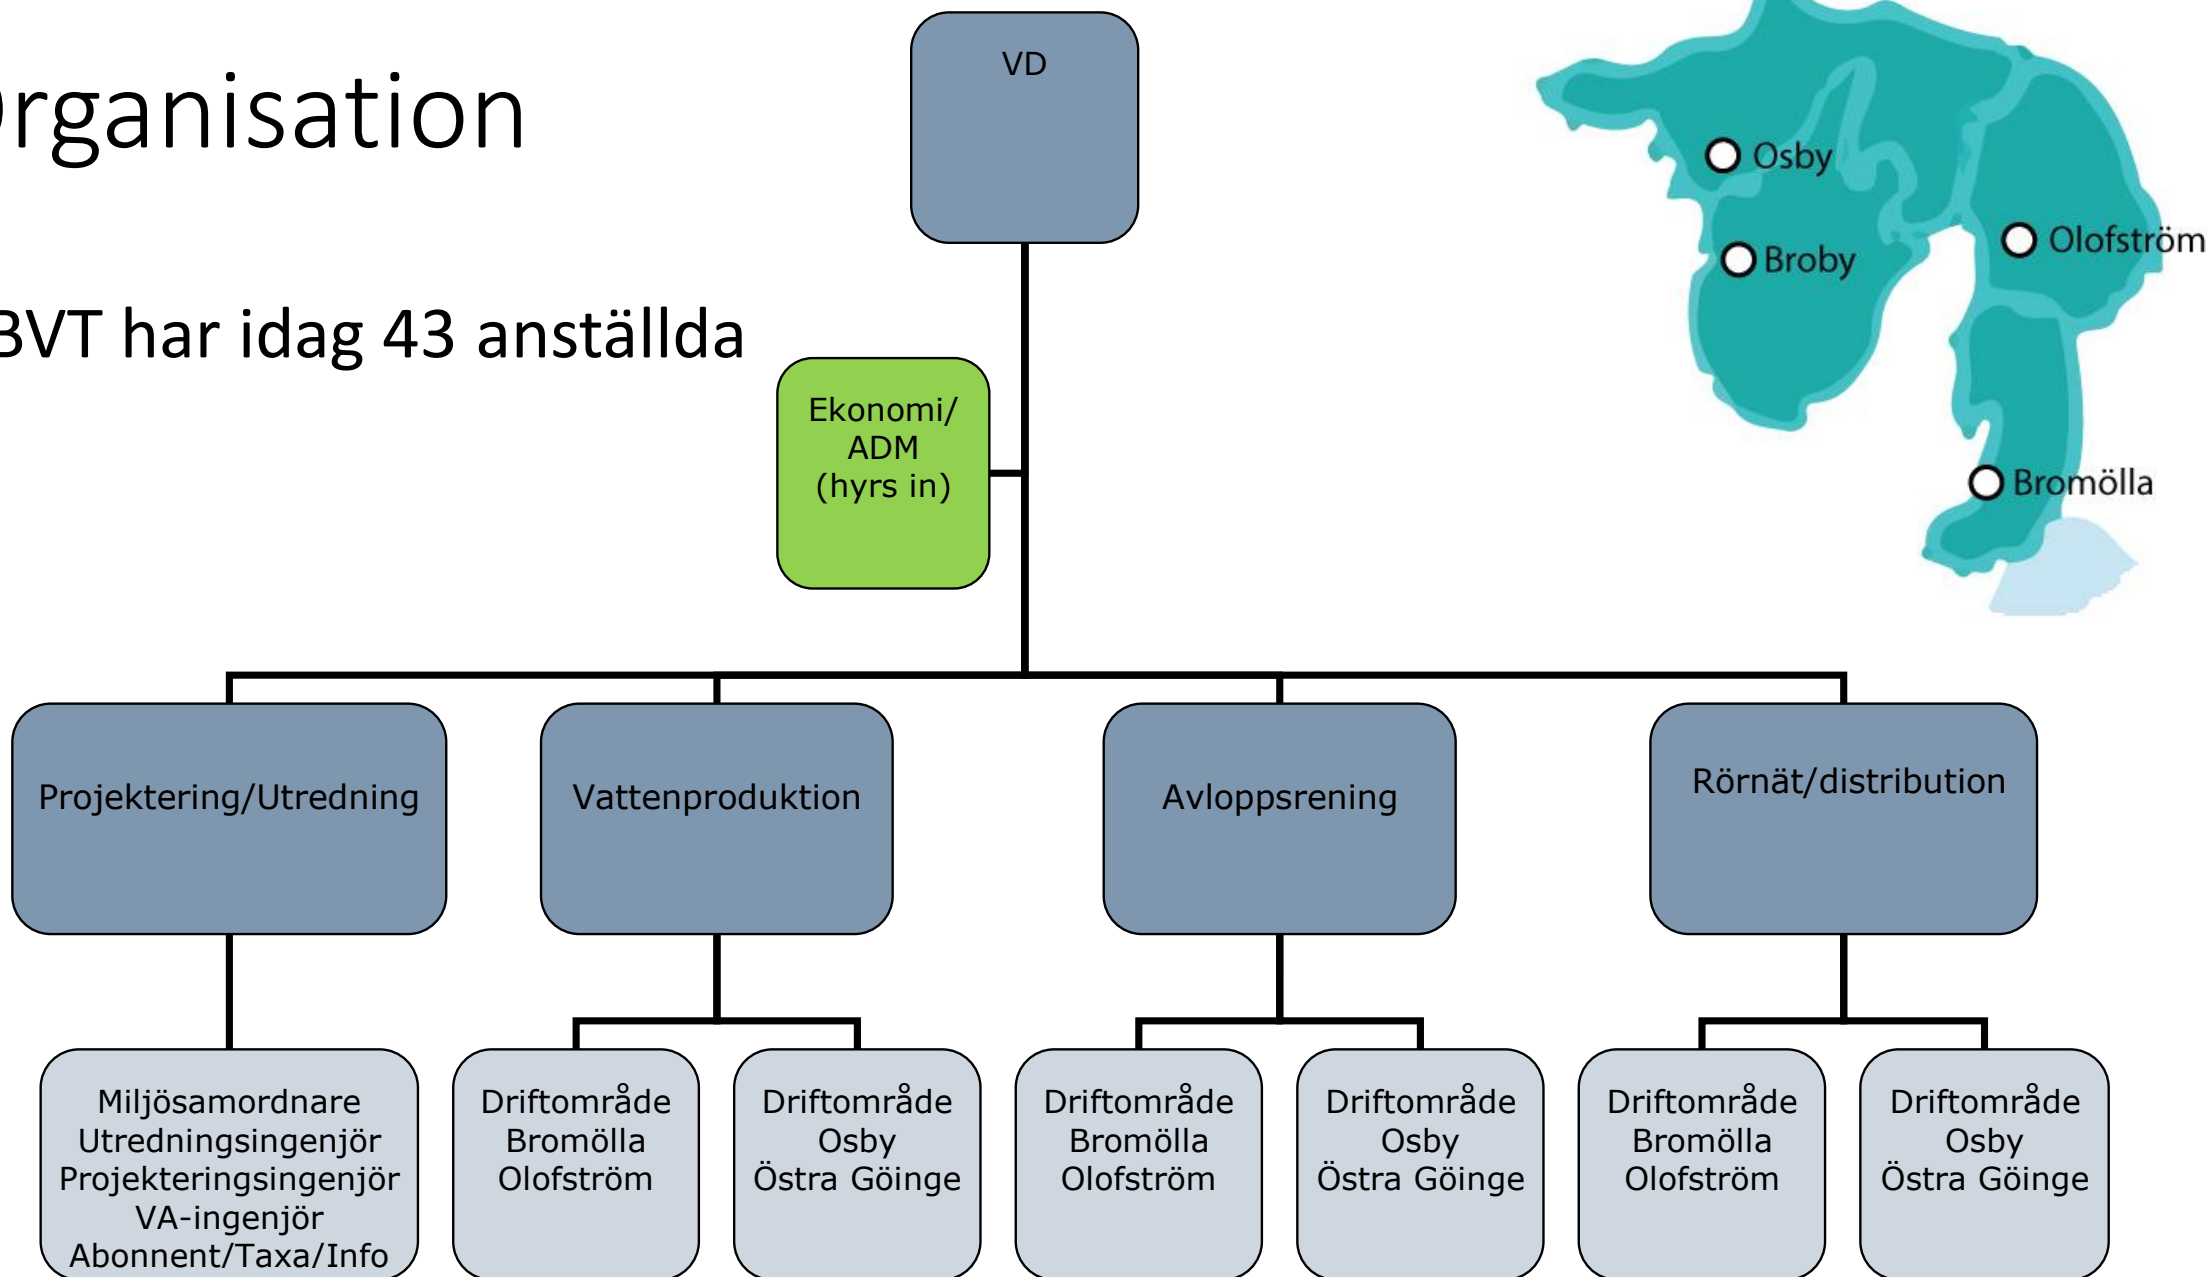 rganisation
BVT har idag 43 anställda
VD
Ekonomi/
ADM
(hyrs in)
Osby
Broby
Olofström
Bromölla
Projektering/Utredning
Vattenproduktion
Avloppsrening
Rörnät/distribution
Miljösamordnare
Utredningsingenjör
Projekteringsingenjör
VA-ingenjör
Abonnent/Taxa/Info
Driftområde
Bromölla
Olofström
Driftområde
Osby
Östra Göinge
Driftområde
Bromölla
Olofström
Driftområde
Osby
Östra Göinge
Driftområde
Bromölla
Olofström
Driftområde
Osby
Östra Göinge